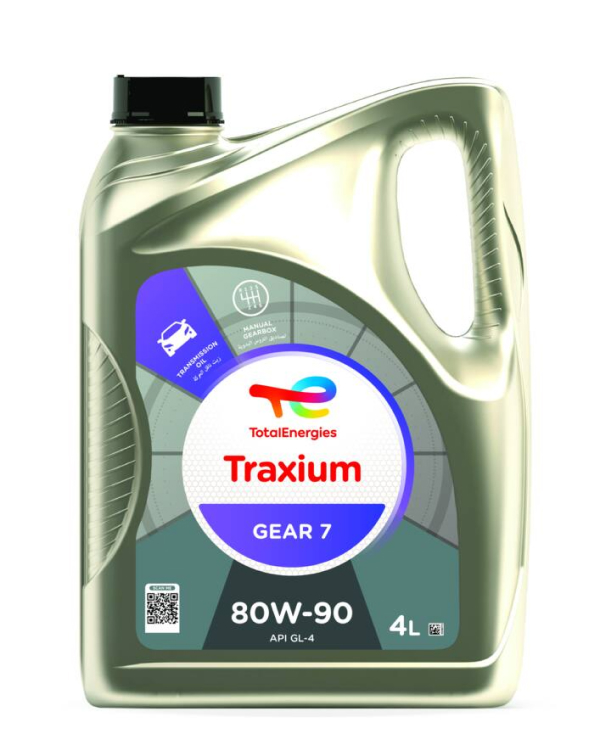 TRANSMISSION
OIL
MANUAL
GEARBOX
TotalEnergies
Traxium
GEAR 7
80W-90
API GL-4
4L